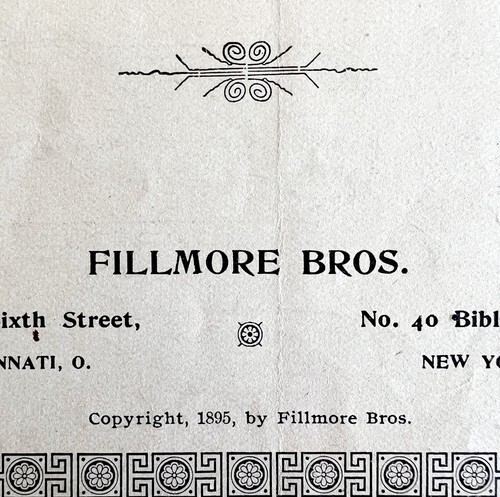 FILLMORE BROS.
ixth Street, No. 40 Bibl
NNATI, O. NEW YO
Copyright, 1895, by Fillmore Bros.